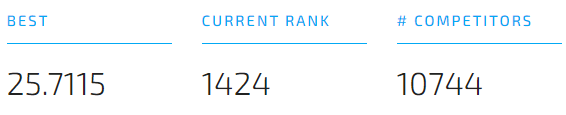 BEST CURRENT RANK # COMPETITORS
25.7115 1424 10744